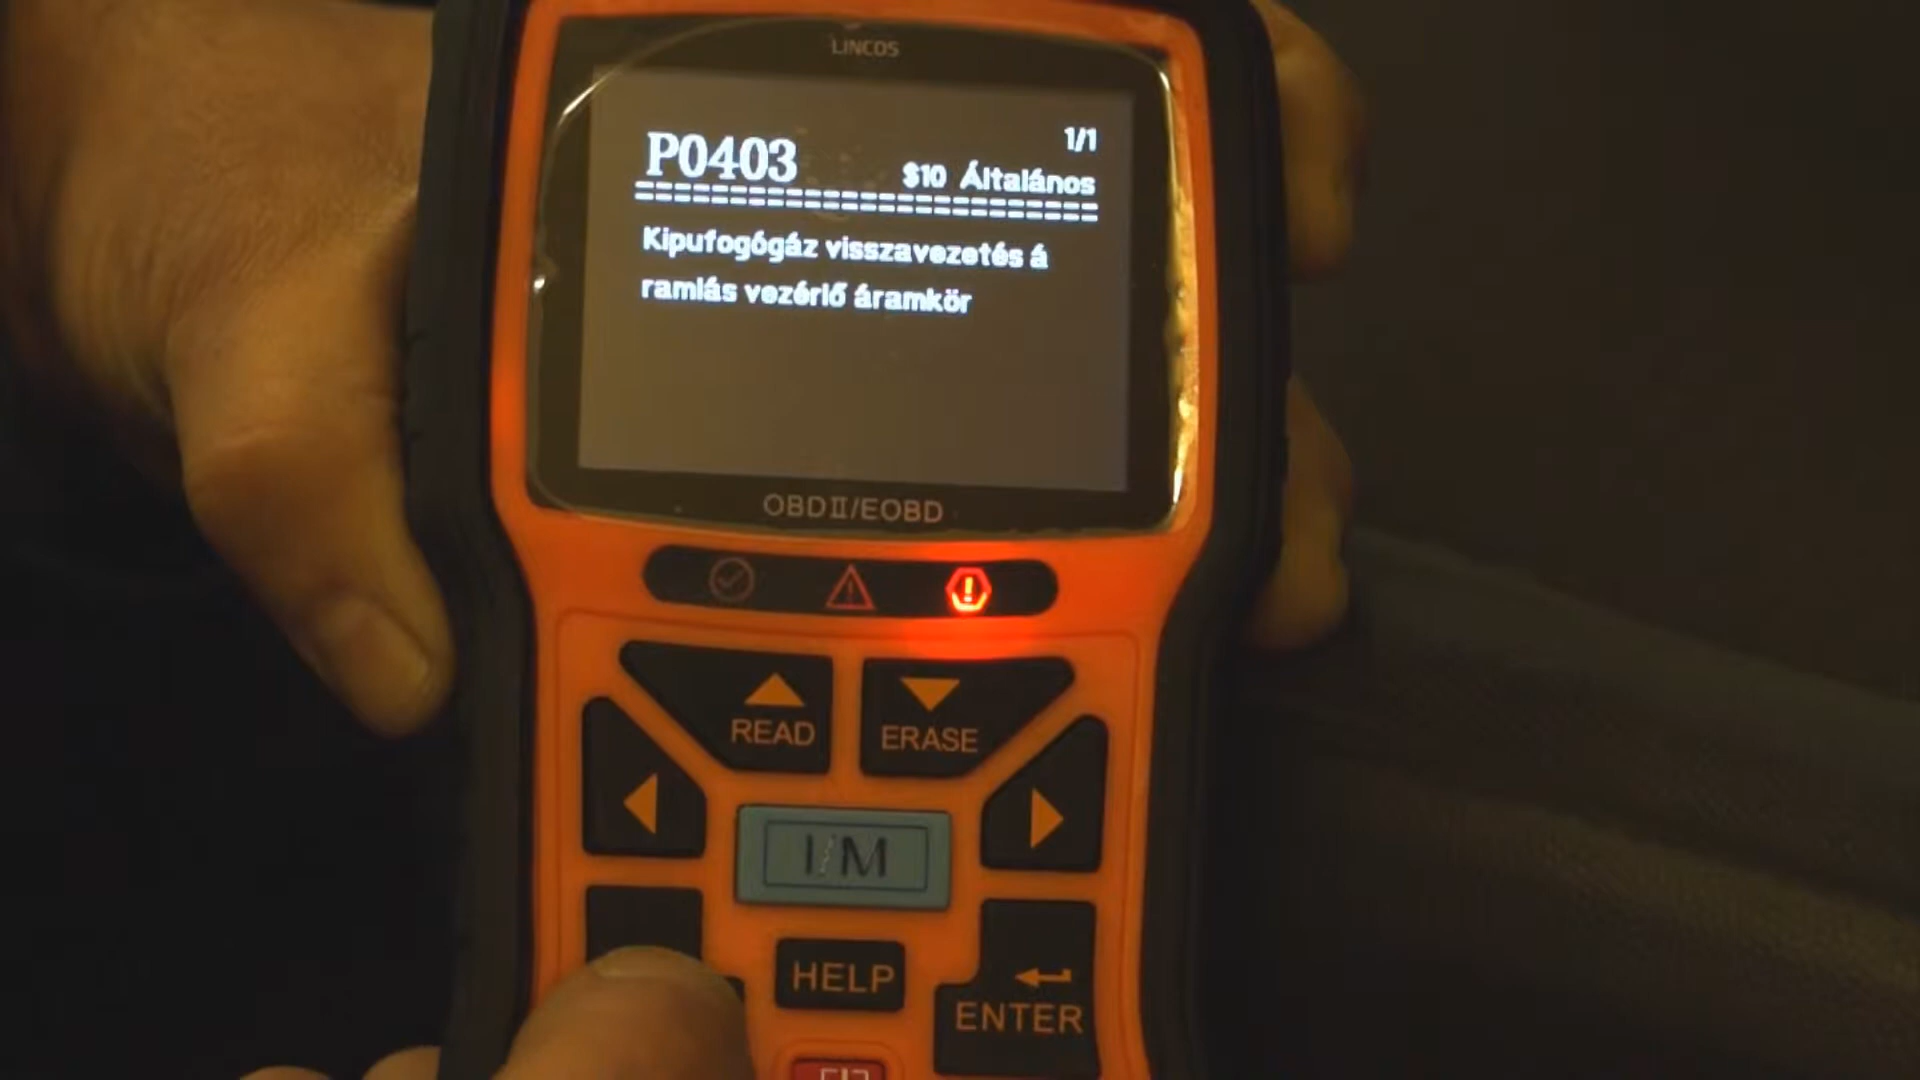 LINCOS
1/1
P0403 $10 Általános
Kipufogógáz visszavezetés á
ramlás vezérlő áramkör
OBDII/EOBD
READ
ERASE
I/M
HELP
ENTER